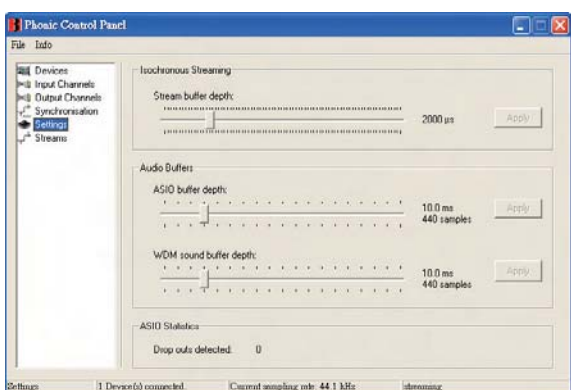 Phonic Control Panel
File Info
Devices
Input Channels
Output Channels
Synchronisation
Settings
Streams
Isochronous Streaming
Stream buffer depth:
2000 µs
Apply
Audio Buffers
ASIO buffer depth:
10.0 ms
440 samples
Apply
WDM sound buffer depth:
10.0 ms
440 samples
Apply
ASIO Statistics
Drop outs detected: 0
Settings 1 Device(s) connected. Current sampling rate: 44.1 kHz streaming